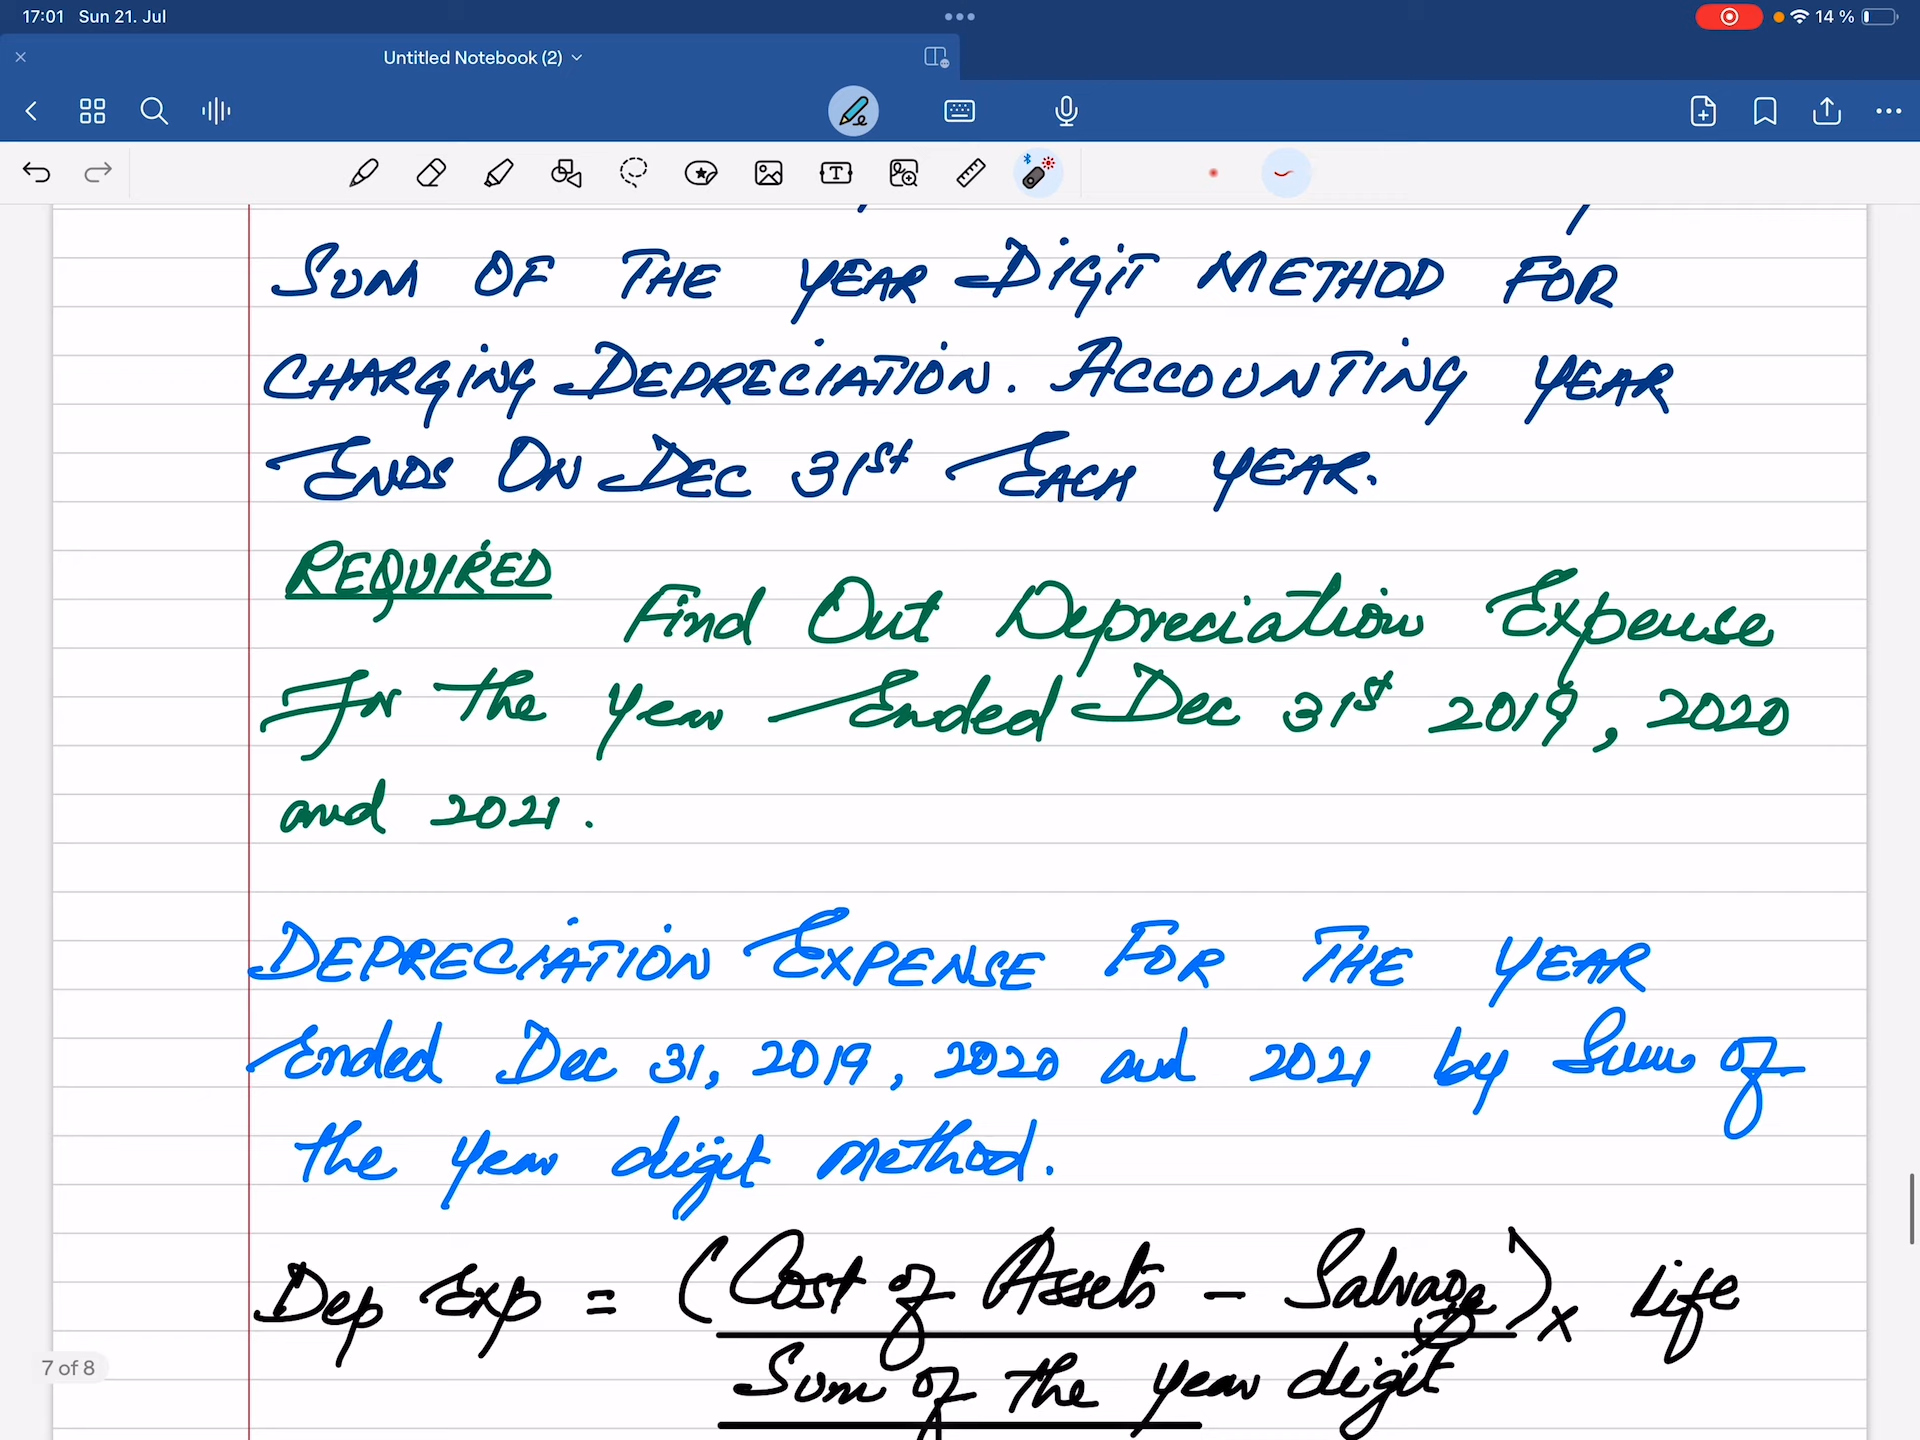 17:01 Sun 21. Jul
14 %
Untitled Notebook (2)
SUM OF THE YEAR DIGIT METHOD FOR
CHARGING DEPRECIATION. ACCOUNTING YEAR
ENDS ON DEC 31st EACH YEAR.
REQUIRED Find Out Depreciation Expense
For the year Ended Dec 31st 2019, 2020
and 2021.
DEPRECIATION EXPENSE FOR THE YEAR
Ended Dec 31, 2019, 2020 and 2021 by Sum of
the year digit method.
Dep Exp = (Cost of Assets - Salvage) x Life
Sum of the year digit
7 of 8